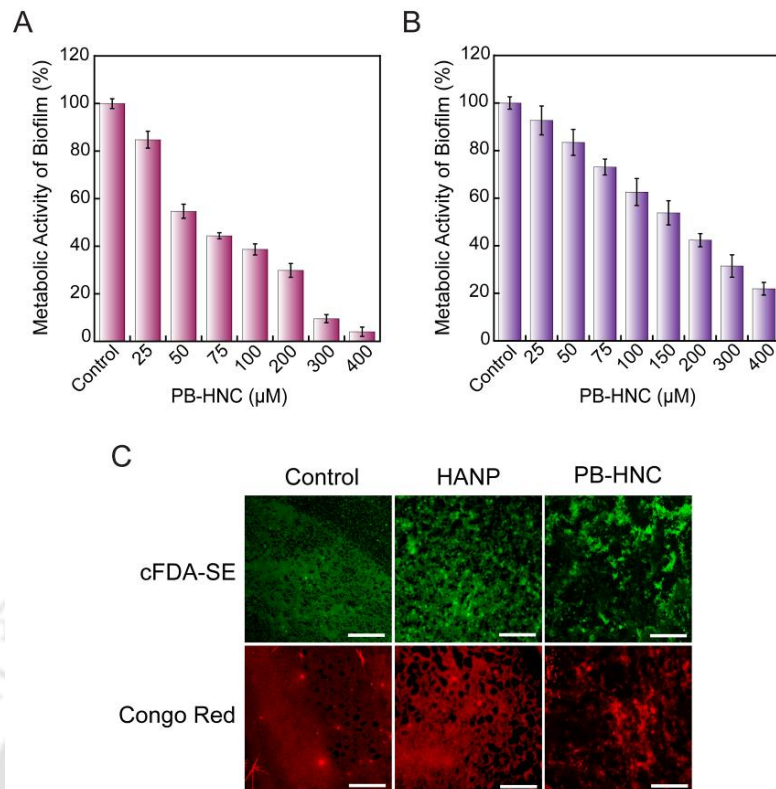 A
Metabolic Activity of Biofilm (%)
120
100
80
60
40
20
0
Control 25 50 75 100 200 300 400
PB-HNC (µM)
B
Metabolic Activity of Biofilm (%)
120
100
80
60
40
20
0
Control 25 50 75 100 150 200 300 400
PB-HNC (µM)
C
Control HANP PB-HNC
cFDA-SE
Congo Red